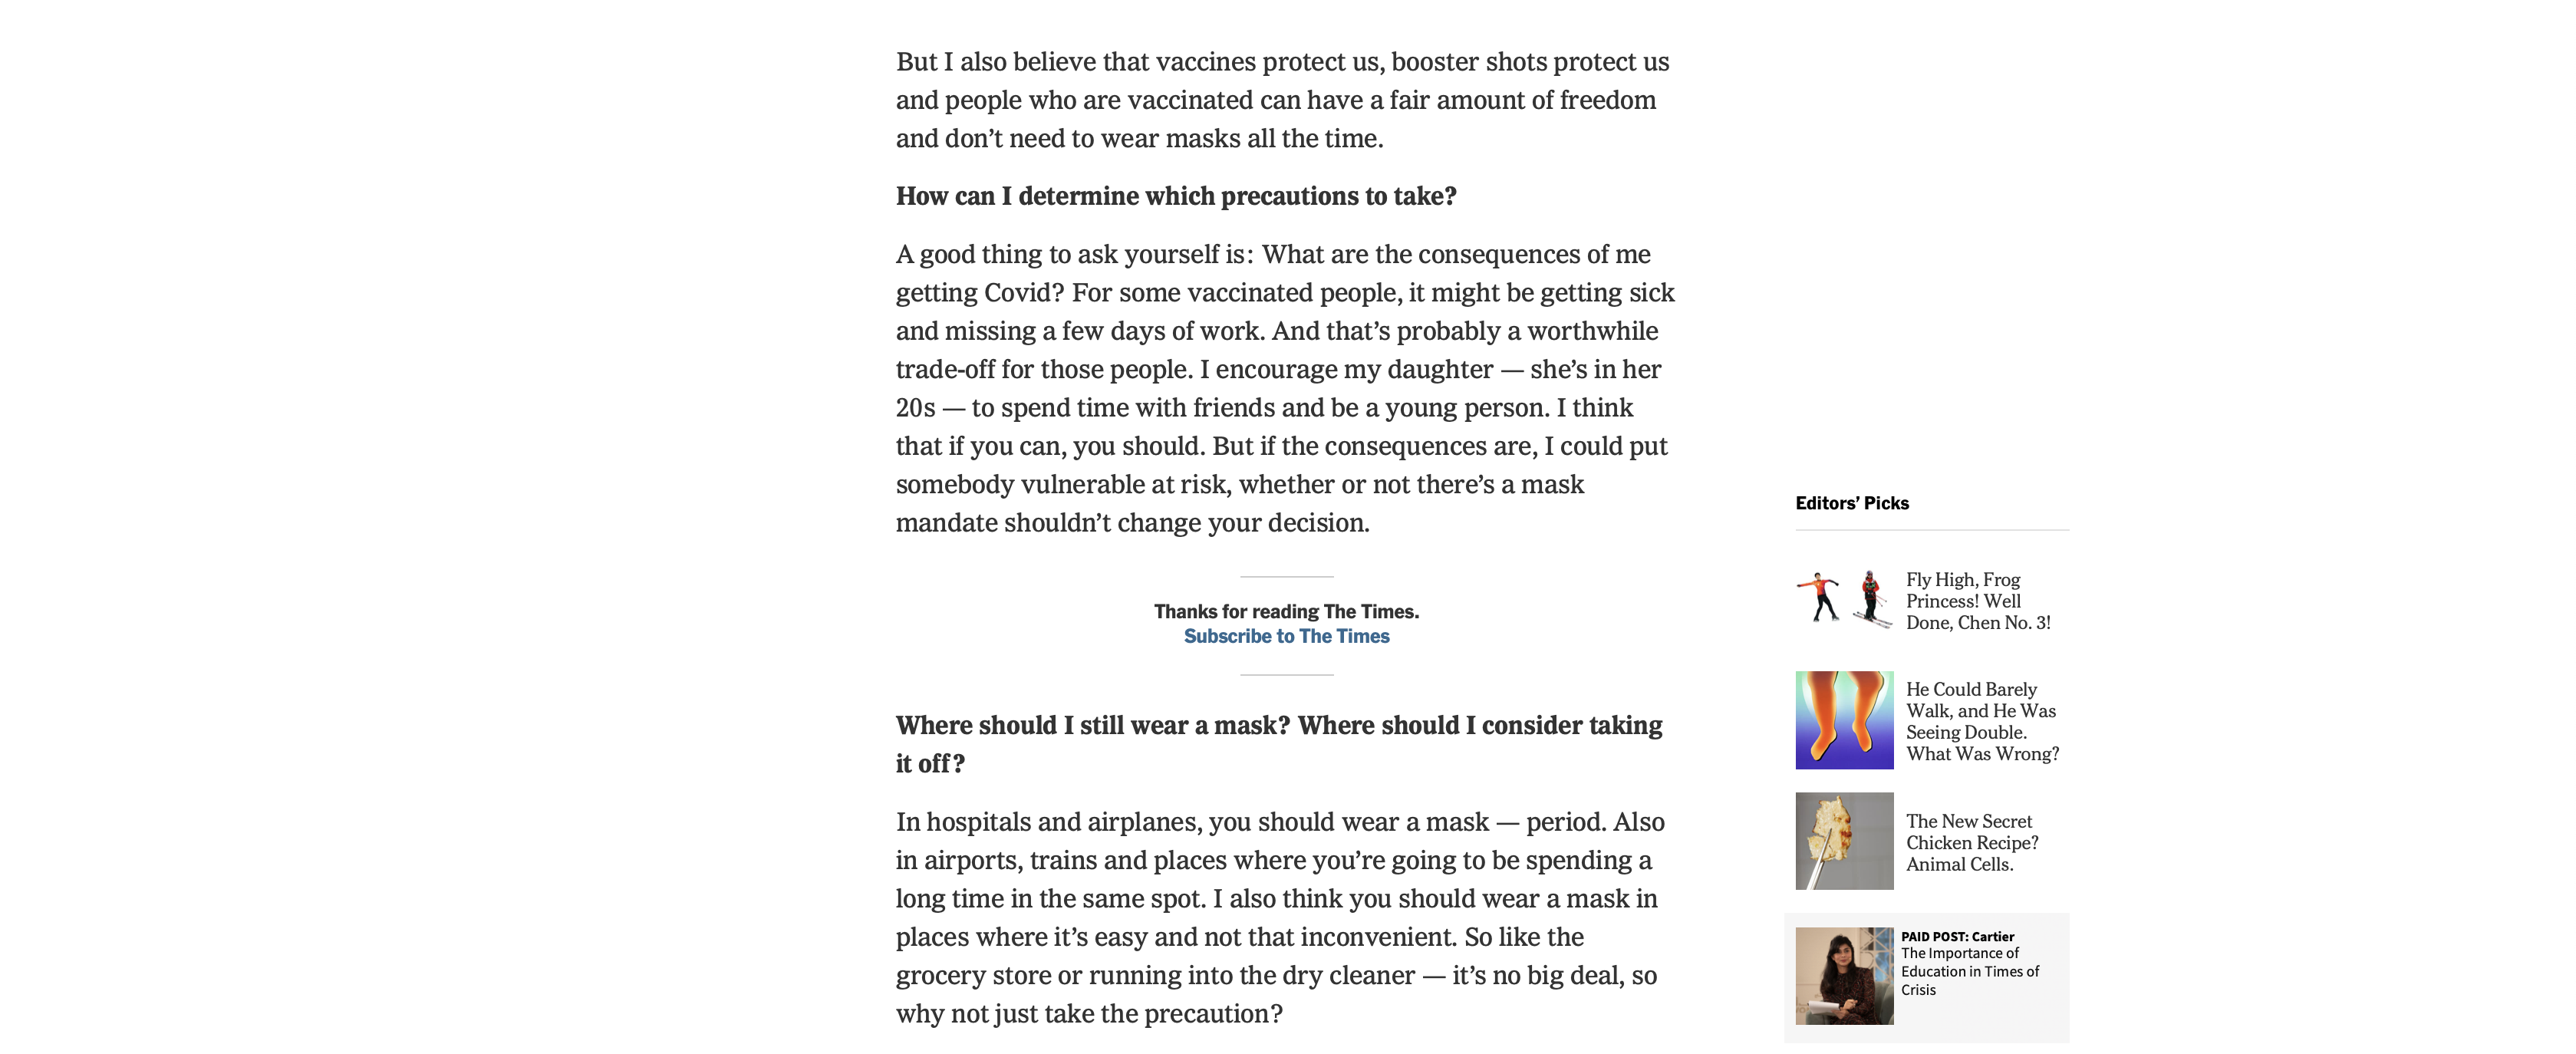 But I also believe that vaccines protect us, booster shots protect us
and people who are vaccinated can have a fair amount of freedom
and don’t need to wear masks all the time.
How can I determine which precautions to take?
A good thing to ask yourself is: What are the consequences of me
getting Covid? For some vaccinated people, it might be getting sick
and missing a few days of work. And that’s probably a worthwhile
trade-off for those people. I encourage my daughter — she’s in her
20s — to spend time with friends and be a young person. I think
that if you can, you should. But if the consequences are, I could put
somebody vulnerable at risk, whether or not there’s a mask
mandate shouldn’t change your decision.
Thanks for reading The Times.
Subscribe to The Times
Where should I still wear a mask? Where should I consider taking
it off?
In hospitals and airplanes, you should wear a mask — period. Also
in airports, trains and places where you’re going to be spending a
long time in the same spot. I also think you should wear a mask in
places where it’s easy and not that inconvenient. So like the
grocery store or running into the dry cleaner — it’s no big deal, so
why not just take the precaution?
Editors’ Picks
Fly High, Frog
Princess! Well
Done, Chen No. 3!
He Could Barely
Walk, and He Was
Seeing Double.
What Was Wrong?
The New Secret
Chicken Recipe?
Animal Cells.
PAID POST: Cartier
The Importance of
Education in Times of
Crisis